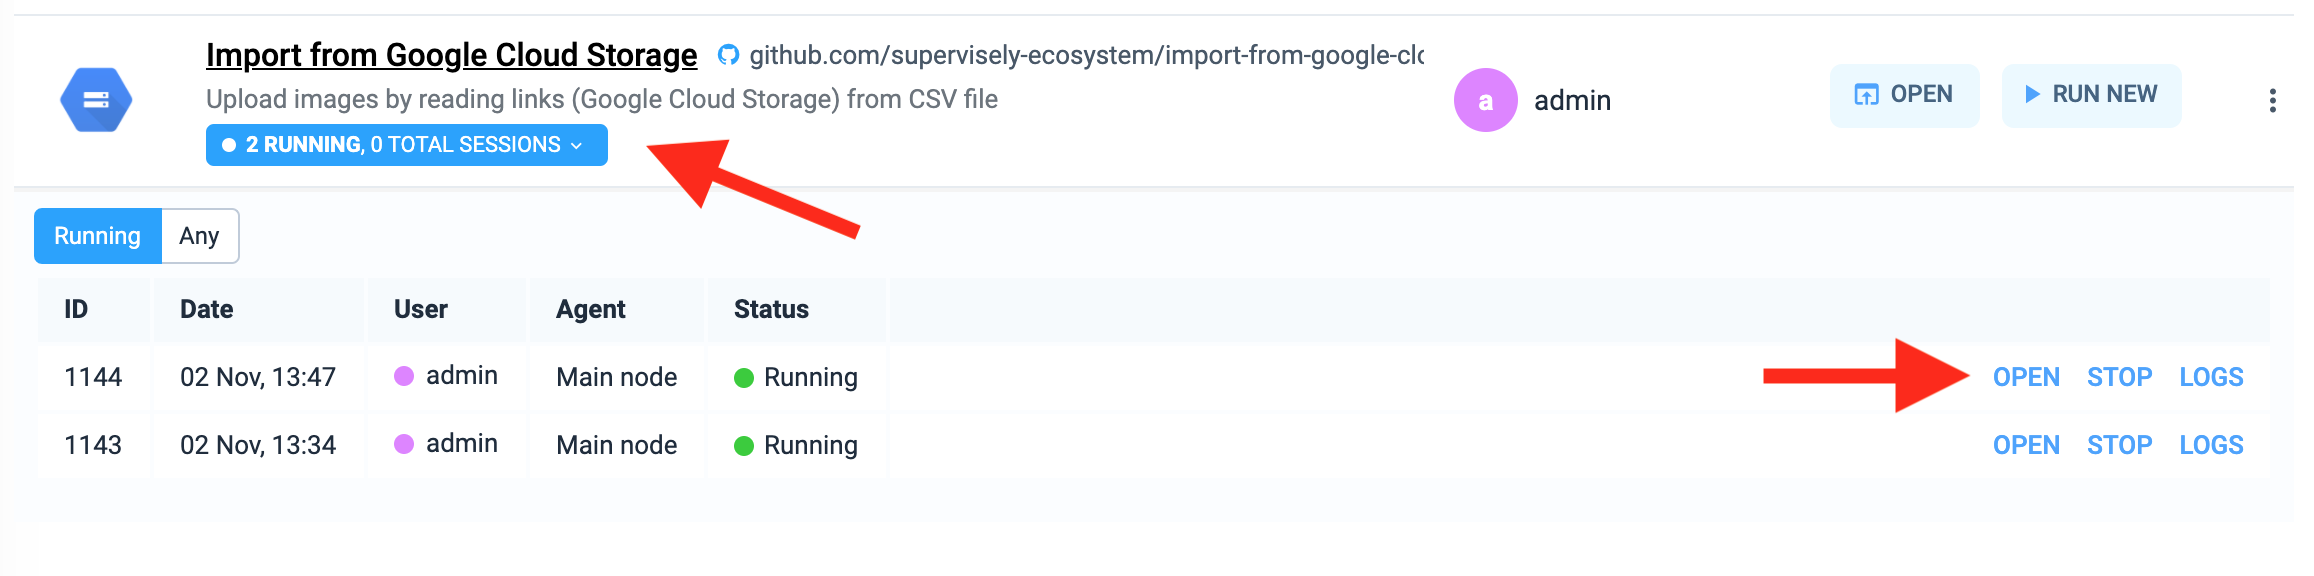 Import from Google Cloud Storage github.com/supervisely-ecosystem/import-from-google-clo
Upload images by reading links (Google Cloud Storage) from CSV file
2 RUNNING, 0 TOTAL SESSIONS
a admin
OPEN RUN NEW
Running Any
ID Date User Agent Status
1144 02 Nov, 13:47 admin Main node Running OPEN STOP LOGS
1143 02 Nov, 13:34 admin Main node Running OPEN STOP LOGS